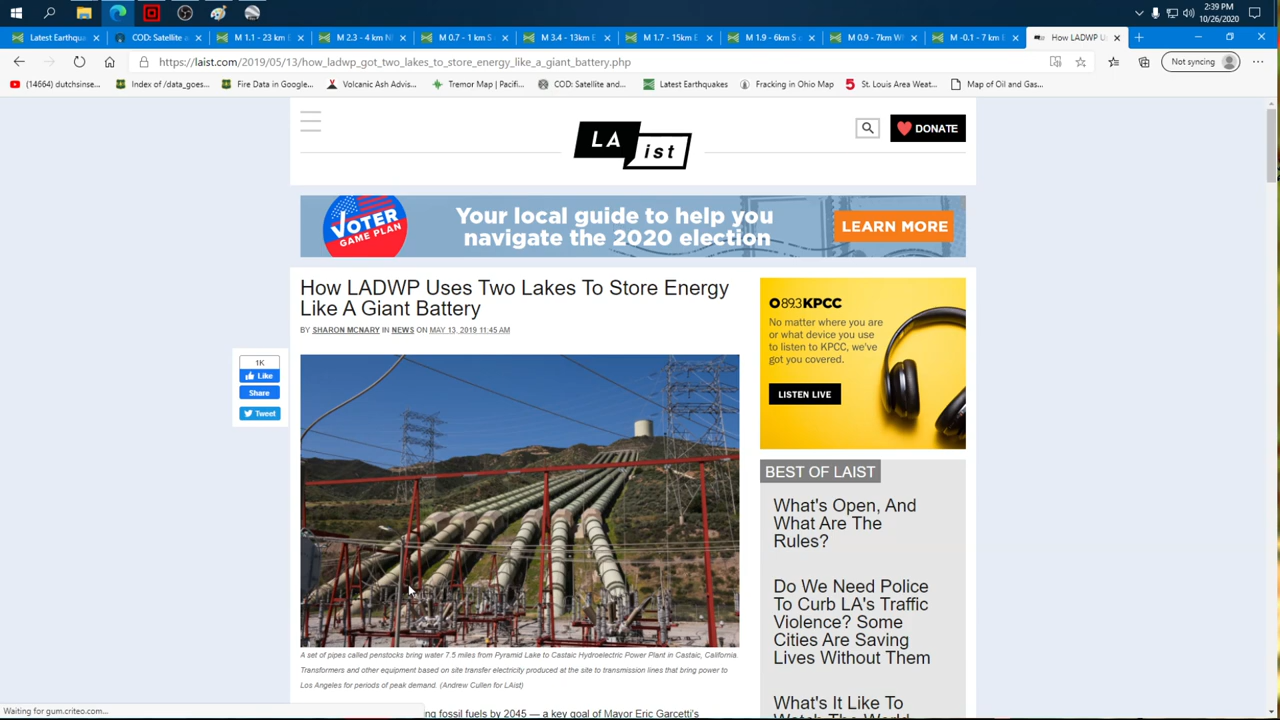 2:39 PM
10/26/2020
Latest Earthqua
COD: Satellite a
M 1.1 - 23 km
M 2.3 - 4 km N
M 0.7 - 1 km S
M 3.4 - 13km E
M 1.7 - 15km E
M 1.9 - 6km S
M 0.9 - 7km W
M -0.1 - 7 km
How LADWP Us
https://laist.com/2019/05/13/how_ladwp_got_two_lakes_to_store_energy_like_a_giant_battery.php
Not syncing
(14664) dutchsinse...
Index of /data_goes...
Fire Data in Google...
Volcanic Ash Advis...
Tremor Map | Pacifi...
COD: Satellite and...
Latest Earthquakes
Fracking in Ohio Map
St. Louis Area Weat...
Map of Oil and Gas...
LA ist
DONATE
VOTER
GAME PLAN
Your local guide to help you
navigate the 2020 election
LEARN MORE
How LADWP Uses Two Lakes To Store Energy
Like A Giant Battery
BY SHARON MCNARY IN NEWS ON MAY 13, 2019 11:45 AM
1K
Like
Share
Tweet
89.3 KPCC
No matter where you are
or what device you use
to listen to KPCC, we've
got you covered.
LISTEN LIVE
BEST OF LAIST
What's Open, And
What Are The
Rules?
Do We Need Police
To Curb LA's Traffic
Violence? Some
Cities Are Saving
Lives Without Them
What's It Like To
Watch The World
A set of pipes called penstocks bring water 7.5 miles from Pyramid Lake to Castaic Hydroelectric Power Plant in Castaic, California.
Transformers and other equipment based on site transfer electricity produced at the site to transmission lines that bring power to
Los Angeles for periods of peak demand. (Andrew Cullen for LAist)
ng fossil fuels by 2045 — a key goal of Mayor Eric Garcetti's
Waiting for gum.criteo.com...